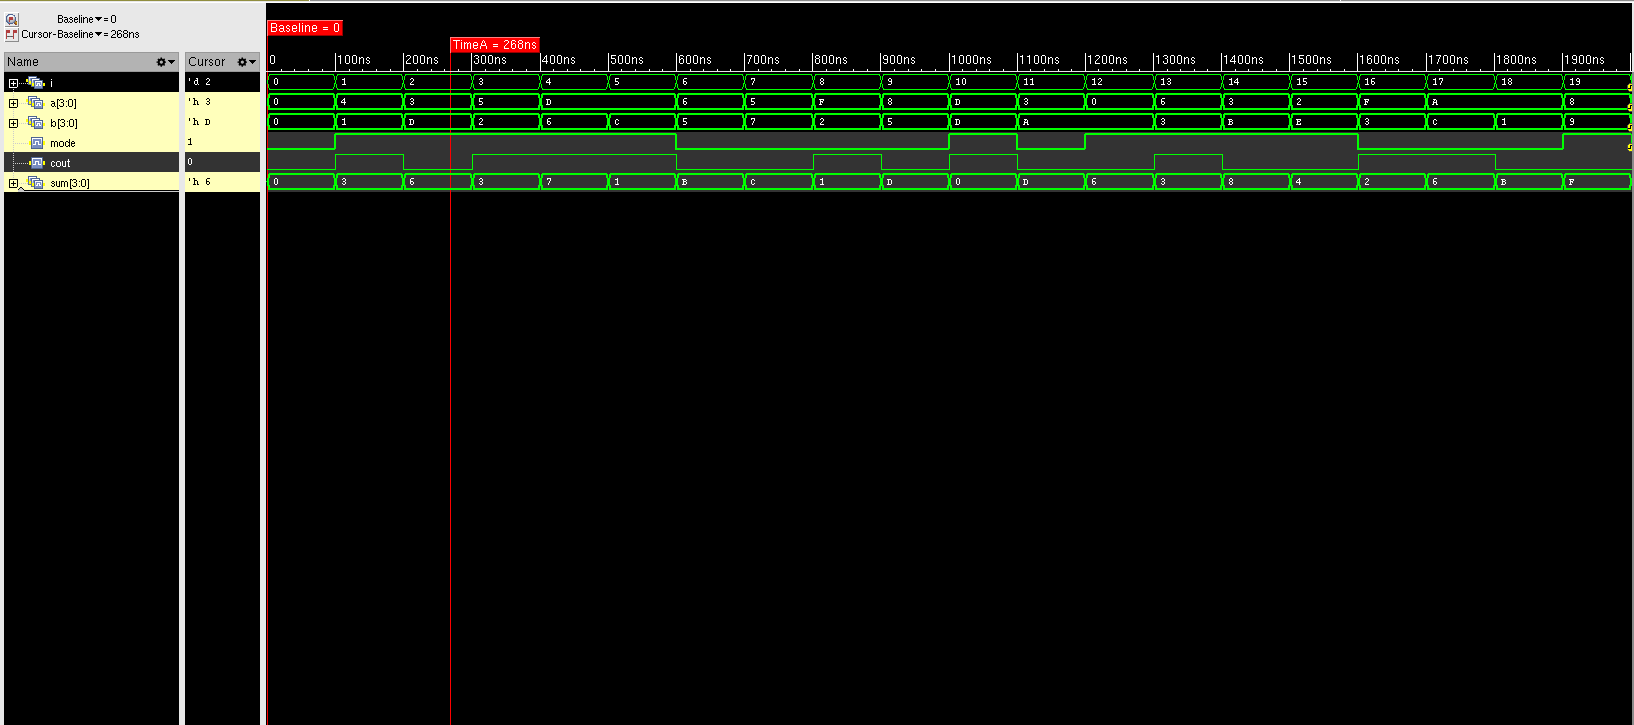 Baseline▼= 0
Cursor-Baseline▼= 268ns
Baseline = 0
TimeA = 268ns
Name Cursor 0 100ns 200ns 300ns 400ns 500ns 600ns 700ns 800ns 900ns 1000ns 1100ns 1200ns 1300ns 1400ns 1500ns 1600ns 1700ns 1800ns 1900ns
i 'd 2 0 1 2 3 4 5 6 7 8 9 10 11 12 13 14 15 16 17 18 19
a[3:0] 'h 3 0 4 3 5 D 6 5 F 8 D 3 0 6 3 2 F A 8
b[3:0] 'h D 0 1 D 2 6 C 5 7 2 5 D A 3 B E 3 C 1 9
mode 1
cout 0
sum[3:0] 'h 6 0 3 6 3 7 1 B C 1 D 0 D 6 3 8 4 2 6 B F